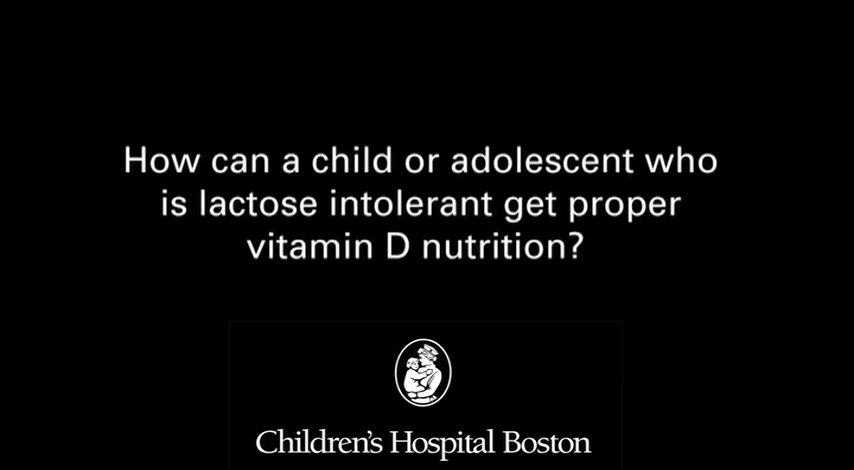 How can a child or adolescent who
is lactose intolerant get proper
vitamin D nutrition?
Children's Hospital Boston